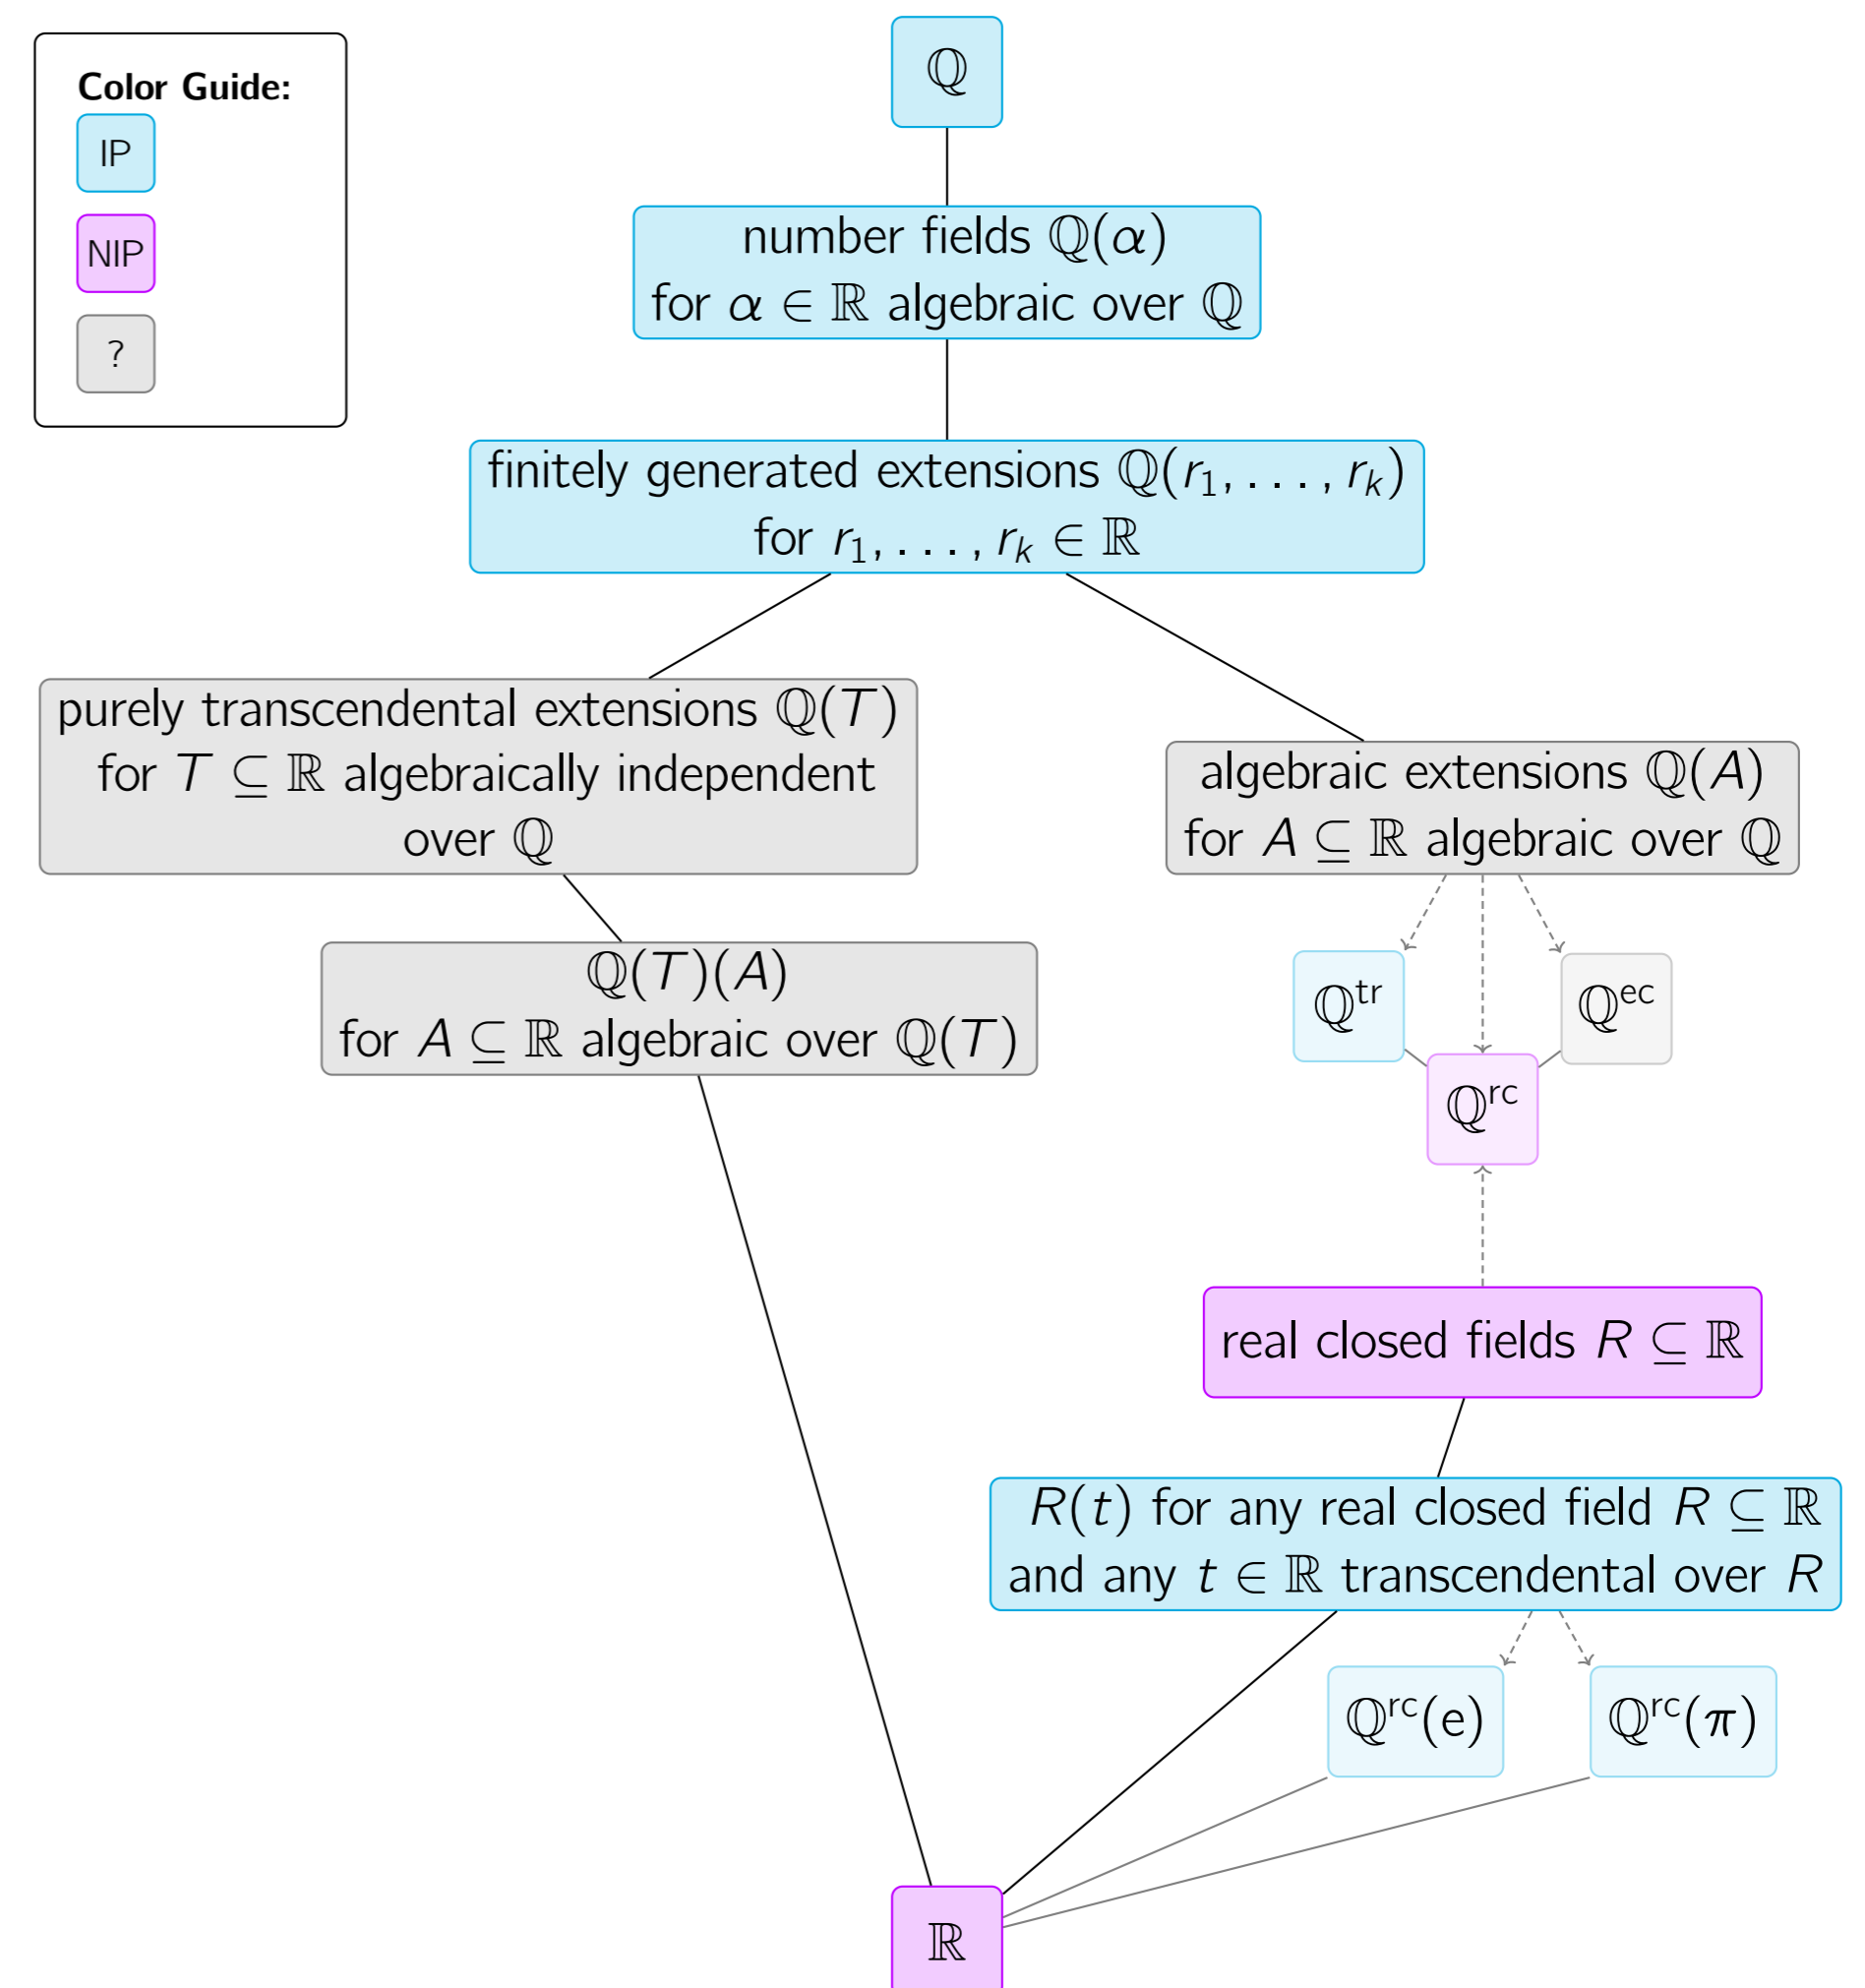 Color Guide:
IP
NIP
?
ℚ
number fields ℚ(α)
for α ∈ ℝ algebraic over ℚ
finitely generated extensions ℚ(r₁, . . . , rₖ)
for r₁, . . . , rₖ ∈ ℝ
purely transcendental extensions ℚ(T)
for T ⊆ ℝ algebraically independent
over ℚ
algebraic extensions ℚ(A)
for A ⊆ ℝ algebraic over ℚ
ℚ(T)(A)
for A ⊆ ℝ algebraic over ℚ(T)
ℚᵗʳ
ℚᵉᶜ
ℚʳᶜ
real closed fields R ⊆ ℝ
R(t) for any real closed field R ⊆ ℝ
and any t ∈ ℝ transcendental over R
ℚʳᶜ(e)
ℚʳᶜ(π)
ℝ